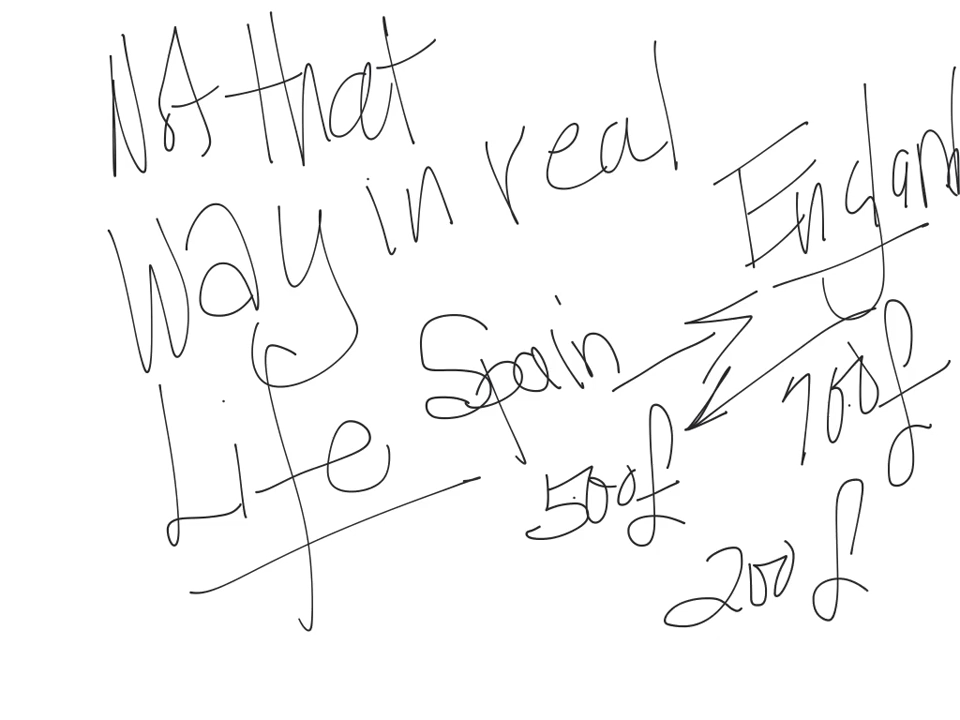 Not that
way in real
Life
England
Spain
700£
500£
200£